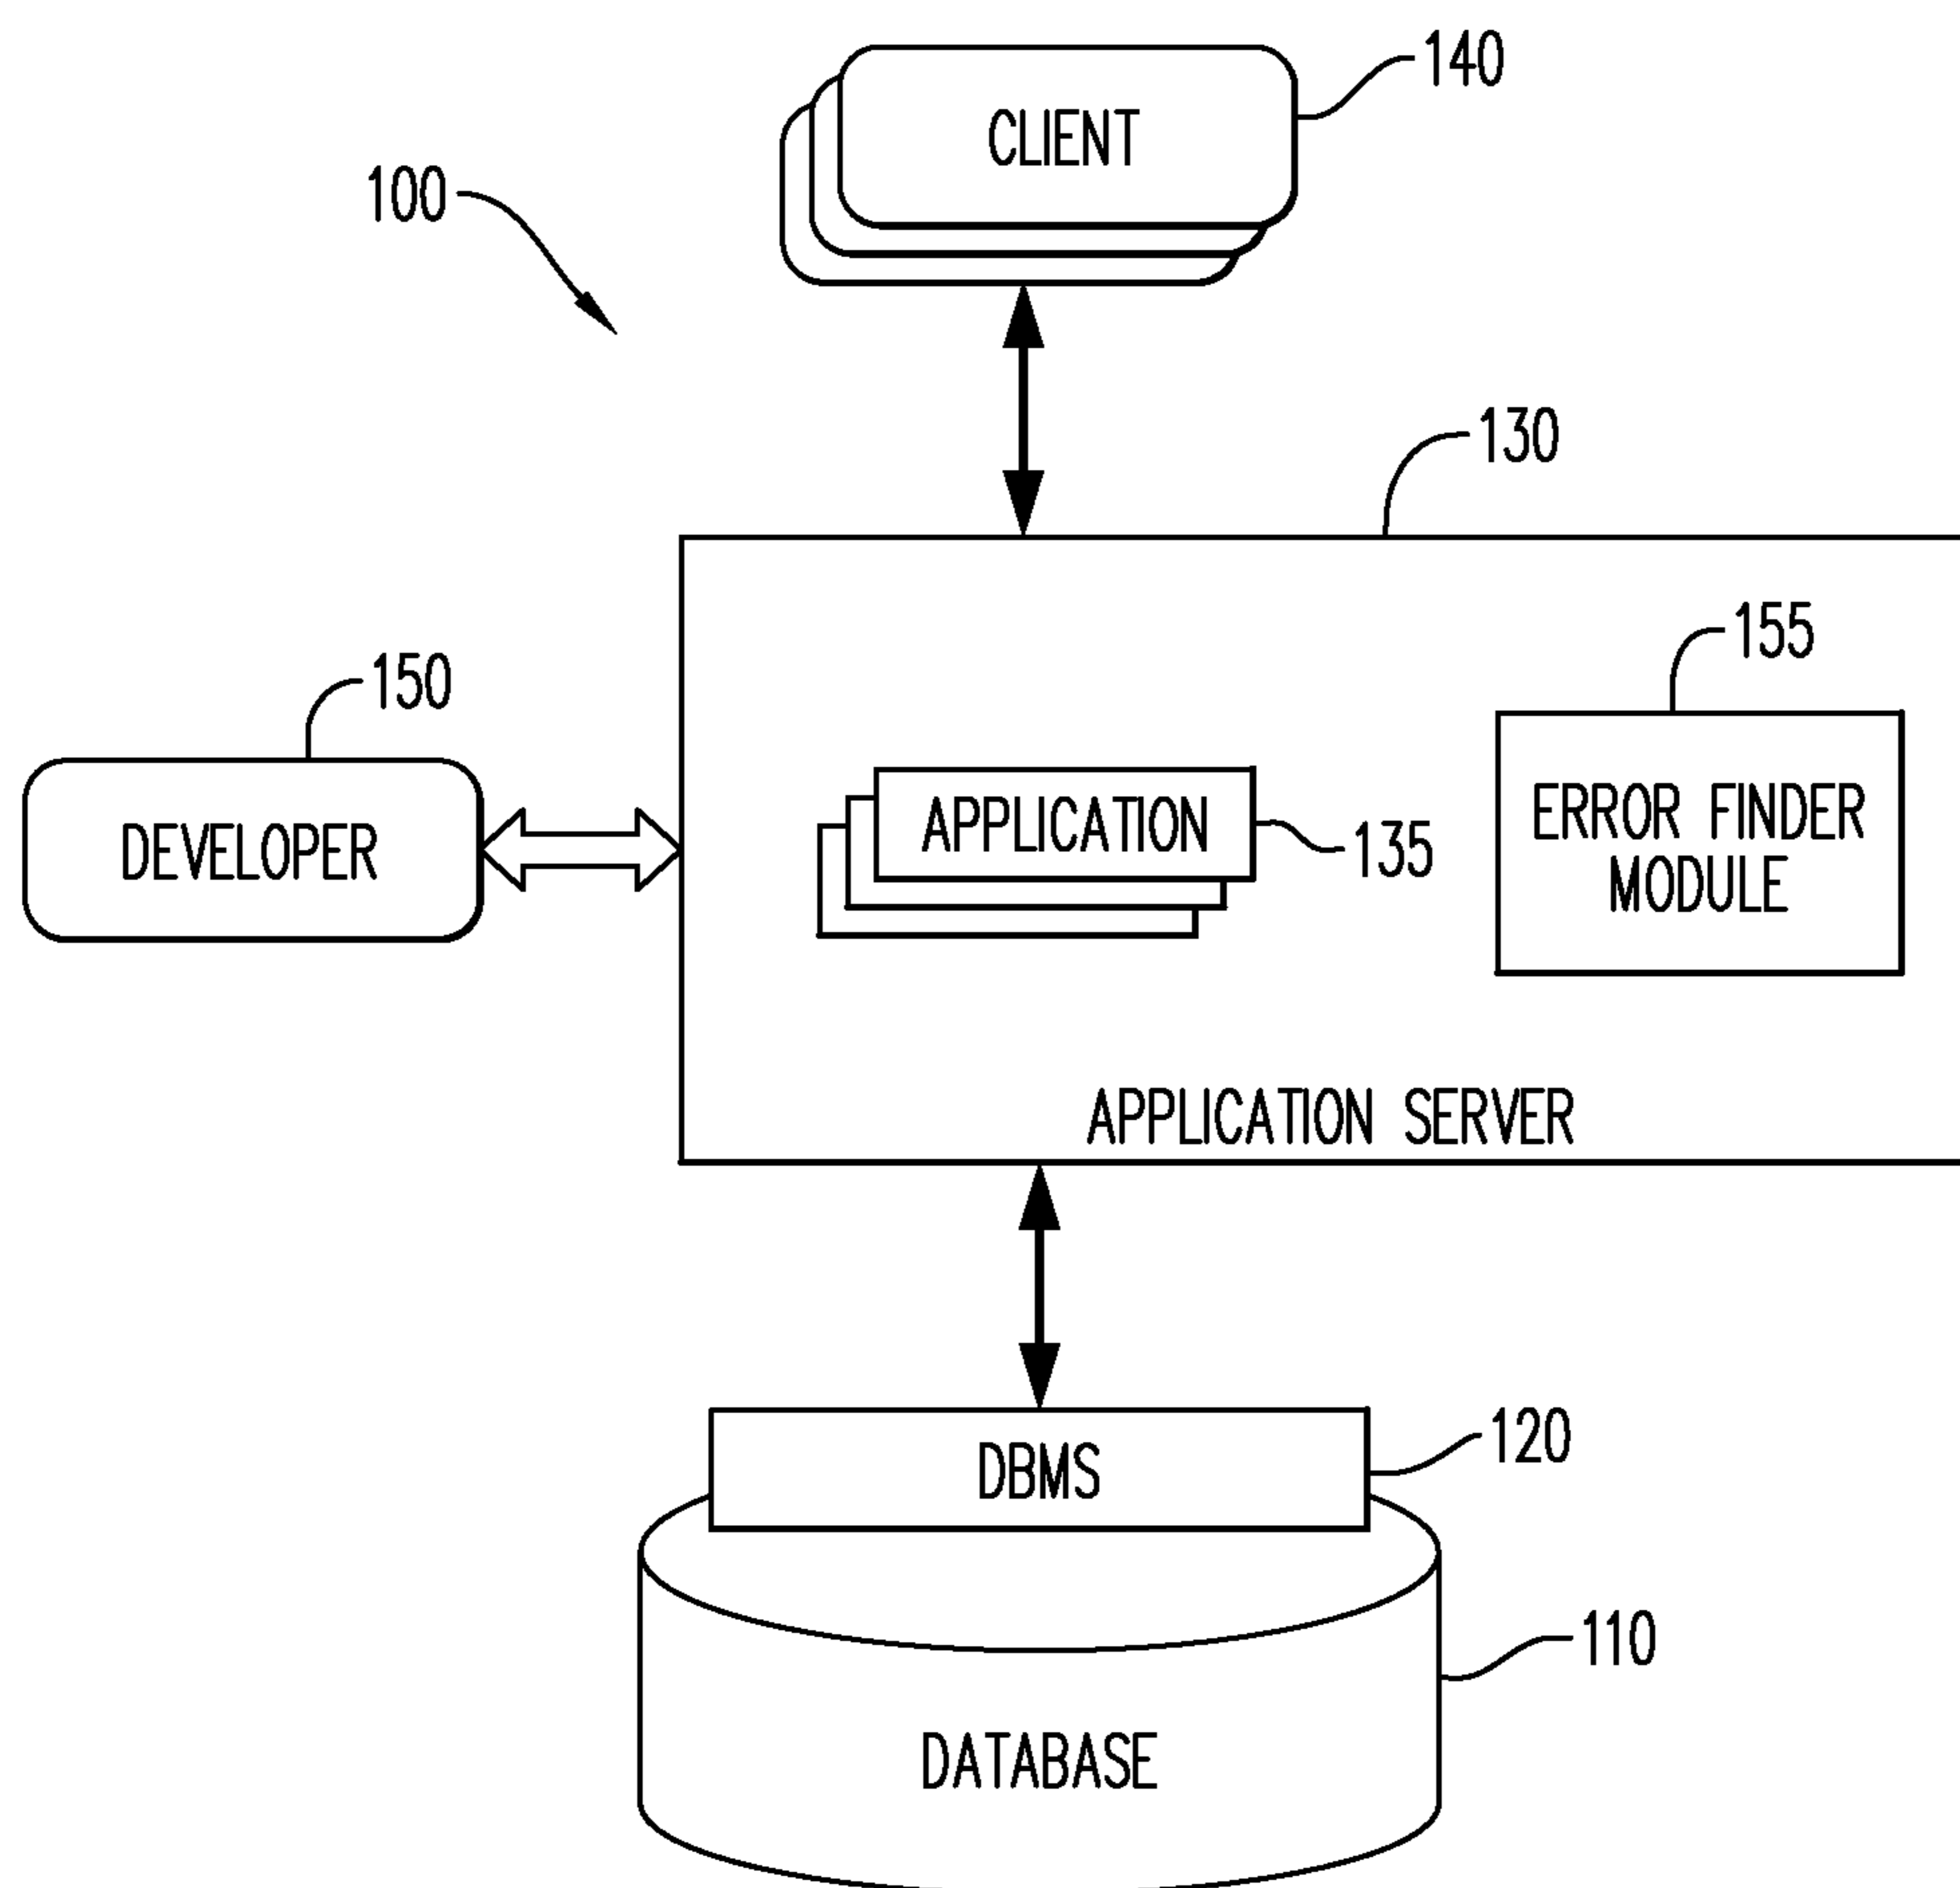 140
CLIENT
100
130
155
150
ERROR FINDER
MODULE
APPLICATION
135
DEVELOPER
APPLICATION SERVER
120
DBMS
110
DATABASE